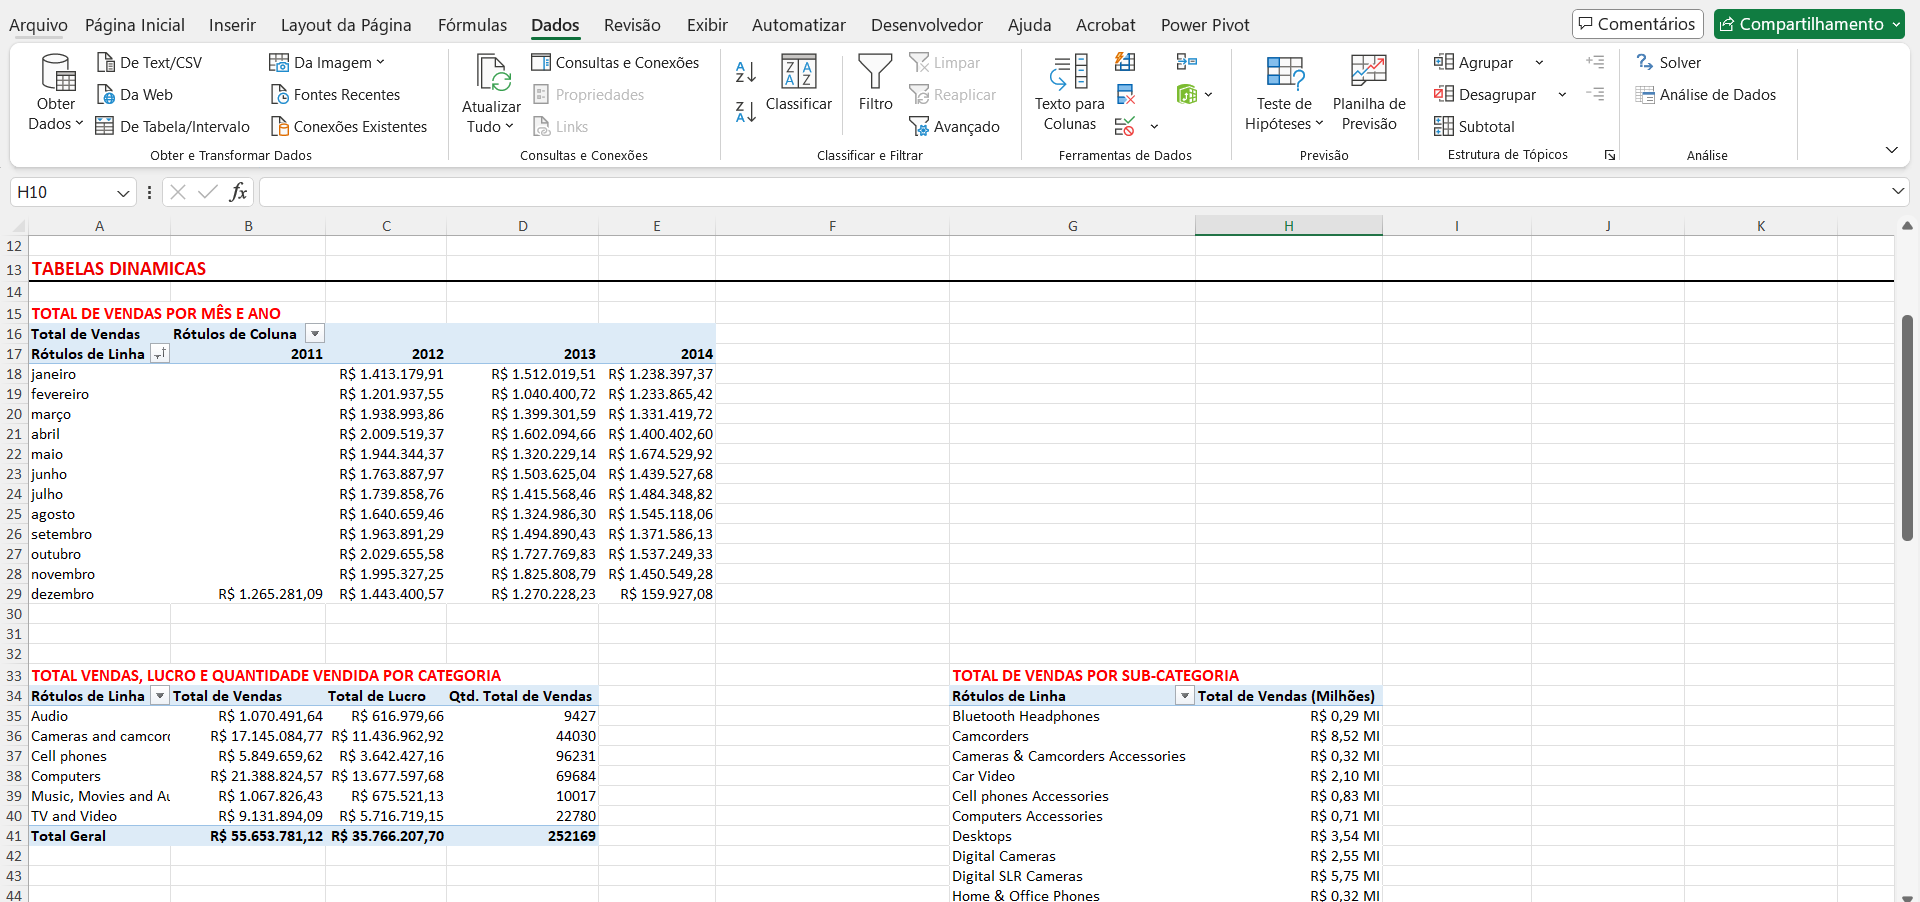 Arquivo Página Inicial Inserir Layout da Página Fórmulas Dados Revisão Exibir Automatizar Desenvolvedor Ajuda Acrobat Power Pivot Comentários Compartilhamento
Obter Dados
De Text/CSV
Da Web
De Tabela/Intervalo
Da Imagem
Fontes Recentes
Conexões Existentes
Obter e Transformar Dados
Atualizar Tudo
Consultas e Conexões
Propriedades
Links
Consultas e Conexões
Classificar
Filtro
Limpar
Reaplicar
Avançado
Classificar e Filtrar
Texto para Colunas
Ferramentas de Dados
Teste de Hipóteses
Planilha de Previsão
Previsão
Agrupar
Desagrupar
Subtotal
Estrutura de Tópicos
Solver
Análise de Dados
Análise
H10 fx
A B C D E F G H I J K
12
13 TABELAS DINAMICAS
14
15 TOTAL DE VENDAS POR MÊS E ANO
16 Total de Vendas Rótulos de Coluna
17 Rótulos de Linha 2011 2012 2013 2014
18 janeiro R$ 1.413.179,91 R$ 1.512.019,51 R$ 1.238.397,37
19 fevereiro R$ 1.201.937,55 R$ 1.040.400,72 R$ 1.233.865,42
20 março R$ 1.938.993,86 R$ 1.399.301,59 R$ 1.331.419,72
21 abril R$ 2.009.519,37 R$ 1.602.094,66 R$ 1.400.402,60
22 maio R$ 1.944.344,37 R$ 1.320.229,14 R$ 1.674.529,92
23 junho R$ 1.763.887,97 R$ 1.503.625,04 R$ 1.439.527,68
24 julho R$ 1.739.858,76 R$ 1.415.568,46 R$ 1.484.348,82
25 agosto R$ 1.640.659,46 R$ 1.324.986,30 R$ 1.545.118,06
26 setembro R$ 1.963.891,29 R$ 1.494.890,43 R$ 1.371.586,13
27 outubro R$ 2.029.655,58 R$ 1.727.769,83 R$ 1.537.249,33
28 novembro R$ 1.995.327,25 R$ 1.825.808,79 R$ 1.450.549,28
29 dezembro R$ 1.265.281,09 R$ 1.443.400,57 R$ 1.270.228,23 R$ 159.927,08
30
31
32
33 TOTAL VENDAS, LUCRO E QUANTIDADE VENDIDA POR CATEGORIA TOTAL DE VENDAS POR SUB-CATEGORIA
34 Rótulos de Linha Total de Vendas Total de Lucro Qtd. Total de Vendas Rótulos de Linha Total de Vendas (Milhões)
35 Audio R$ 1.070.491,64 R$ 616.979,66 9427 Bluetooth Headphones R$ 0,29 MI
36 Cameras and camcorc R$ 17.145.084,77 R$ 11.436.962,92 44030 Camcorders R$ 8,52 MI
37 Cell phones R$ 5.849.659,62 R$ 3.642.427,16 96231 Cameras & Camcorders Accessories R$ 0,32 MI
38 Computers R$ 21.388.824,57 R$ 13.677.597,68 69684 Car Video R$ 2,10 MI
39 Music, Movies and Au R$ 1.067.826,43 R$ 675.521,13 10017 Cell phones Accessories R$ 0,83 MI
40 TV and Video R$ 9.131.894,09 R$ 5.716.719,15 22780 Computers Accessories R$ 0,71 MI
41 Total Geral R$ 55.653.781,12 R$ 35.766.207,70 252169 Desktops R$ 3,54 MI
42 Digital Cameras R$ 2,55 MI
43 Digital SLR Cameras R$ 5,75 MI
44 Home & Office Phones R$ 0,32 MI